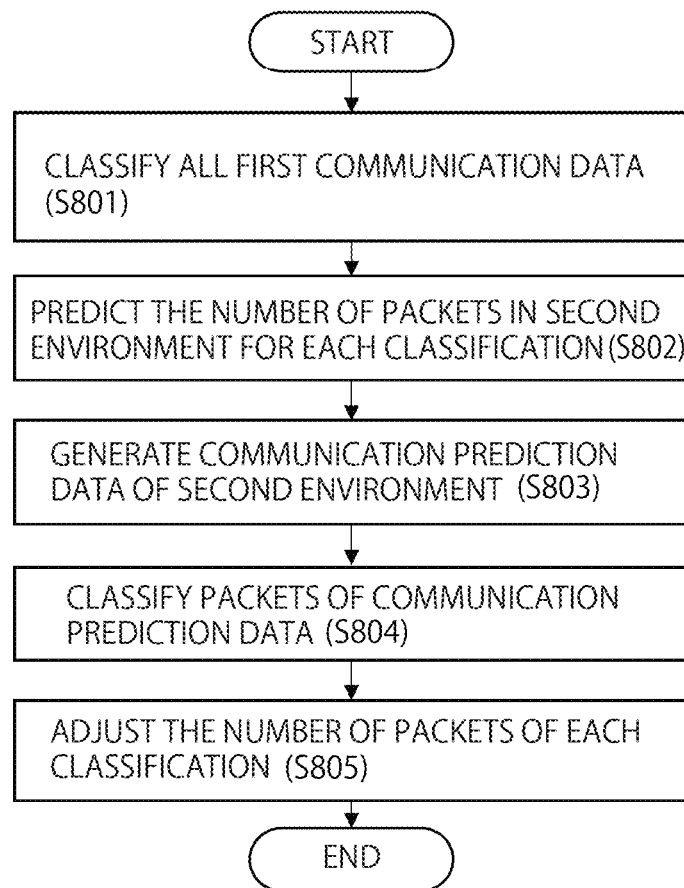 START
CLASSIFY ALL FIRST COMMUNICATION DATA
(S801)
PREDICT THE NUMBER OF PACKETS IN SECOND
ENVIRONMENT FOR EACH CLASSIFICATION (S802)
GENERATE COMMUNICATION PREDICTION
DATA OF SECOND ENVIRONMENT (S803)
CLASSIFY PACKETS OF COMMUNICATION
PREDICTION DATA (S804)
ADJUST THE NUMBER OF PACKETS OF EACH
CLASSIFICATION (S805)
END